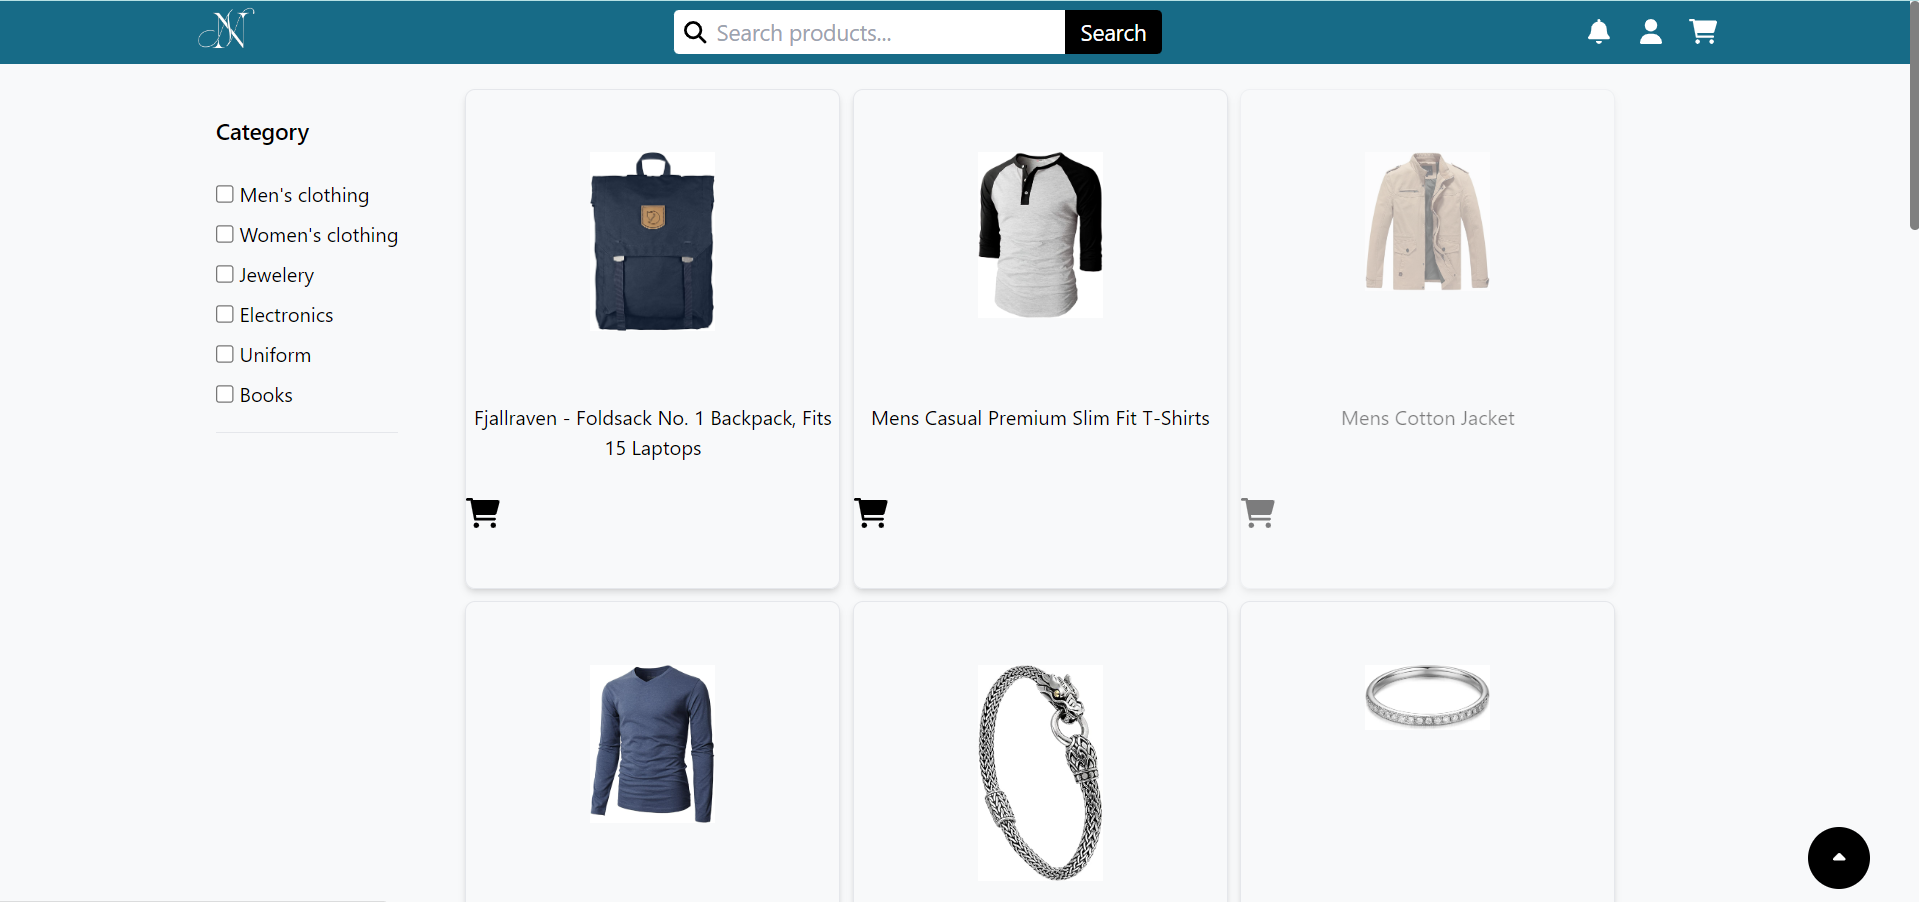 N
Search products...
Search
Category
Men's clothing
Women's clothing
Jewelery
Electronics
Uniform
Books
Fjallraven - Foldsack No. 1 Backpack, Fits
15 Laptops
Mens Casual Premium Slim Fit T-Shirts
Mens Cotton Jacket